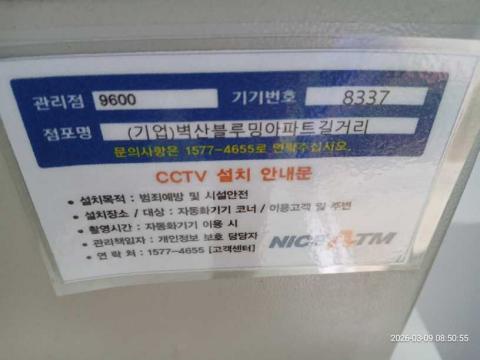 관리점 9600 기기번호 8337
점포명 (기업)벽산블루밍아파트길거리
문의사항은 1577-4655로 연락주십시오.
CCTV 설치 안내문
• 설치목적 : 범죄예방 및 시설안전
• 설치장소 / 대상 : 자동화기기 코너 / 이용고객 및 주변
• 촬영시간 : 자동화기기 이용 시
• 관리책임자 : 개인정보 보호 담당자
• 연 락 처 : 1577-4655 [고객센터]
NICE ATM
2026-03-09 08:50:55